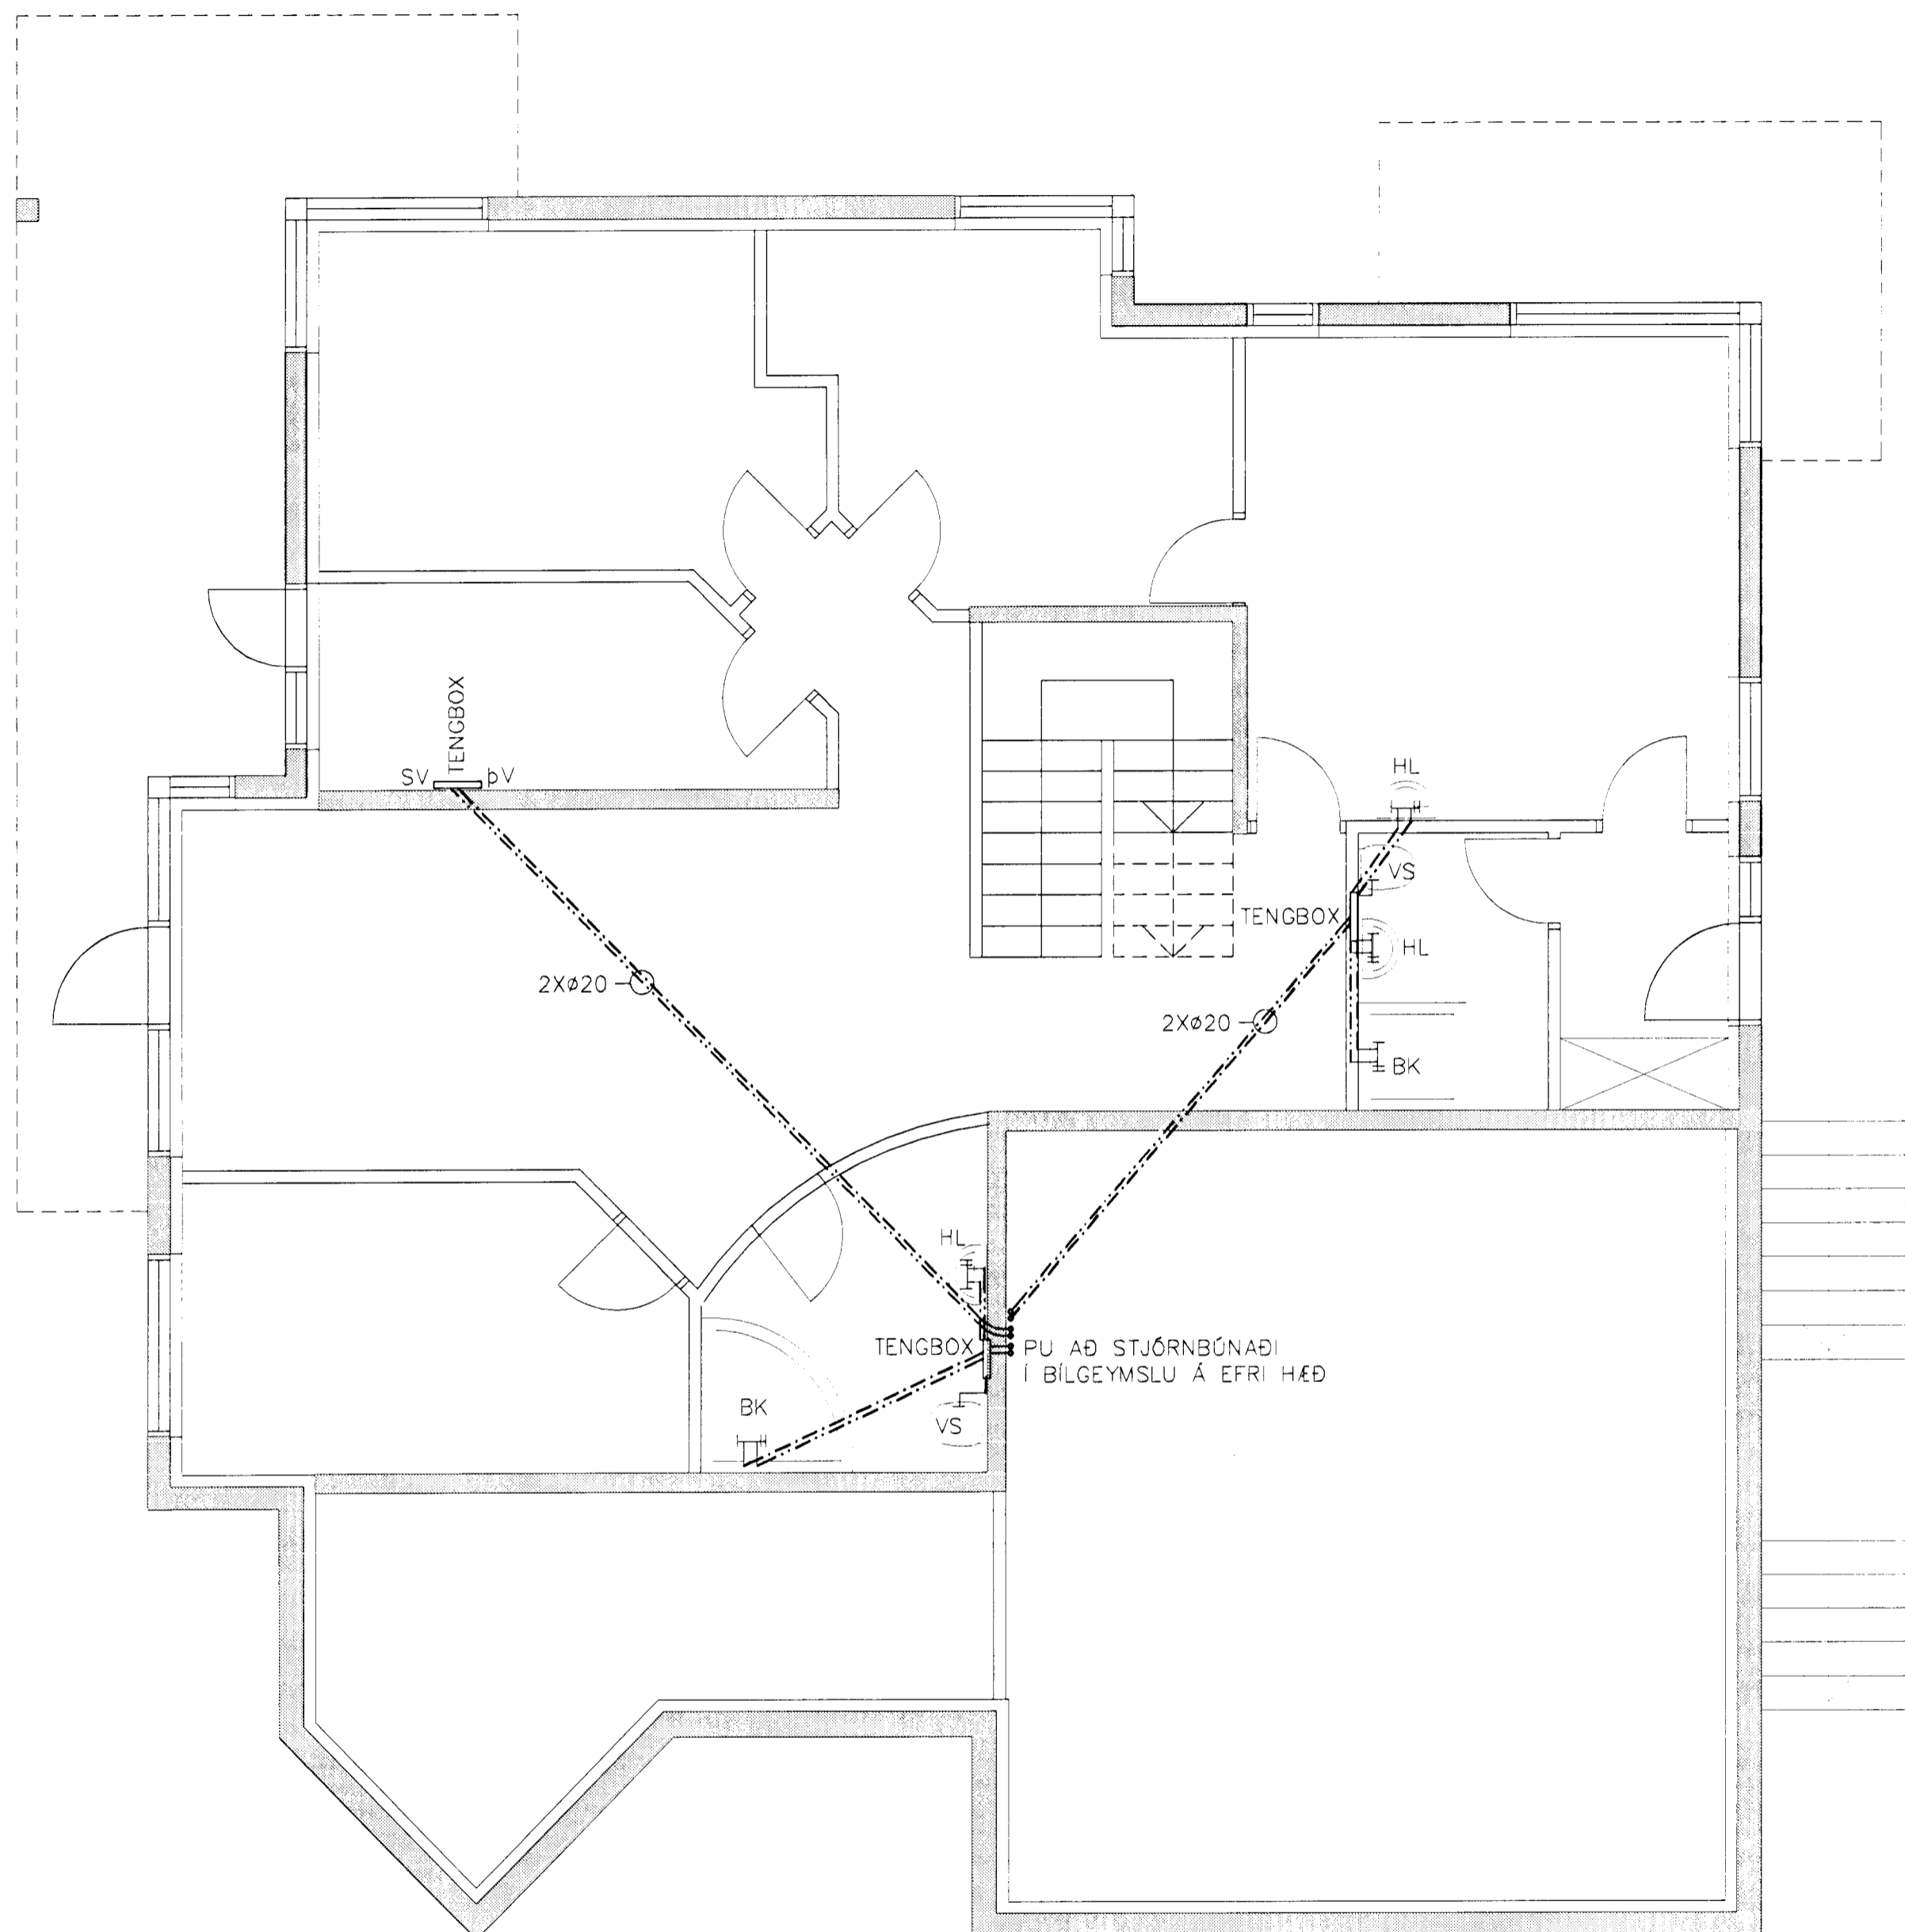 TENGBOX
SV
þV
HL
VS
TENGBOX
HL
2XØ20
2XØ20
BK
HL
TENGBOX
PU AÐ STJÓRNBÚNAÐI
Í BÍLGEYMSLU Á EFRI HÆÐ
BK
VS